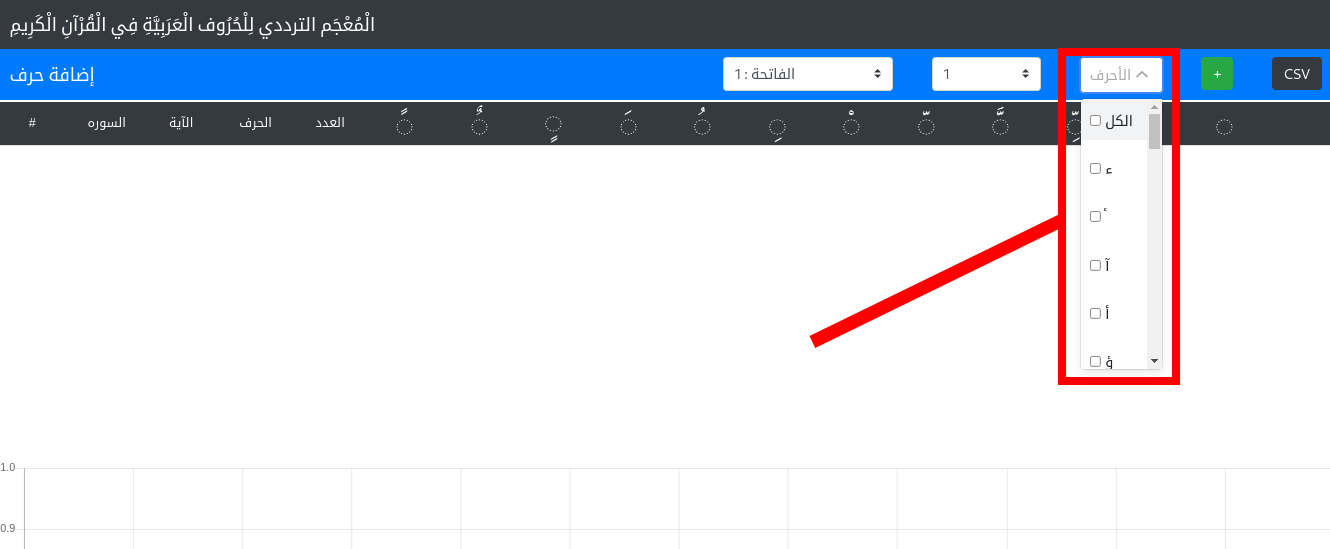 الْمُعْجَم الترددي لِلْحُرُوف الْعَرَبِيَّةِ فِي الْقُرْآنِ الْكَرِيمِ
إضافة حرف
1 : الفاتحة
1
الأحرف
+
CSV
# السوره الآية الحرف العدد ◌ً ◌ٌ ◌ٍ ◌َ ◌ُ ◌ِ ◌ْ ◌ّ ◌َّ ◌ِّ ◌
الكل
ء
ٔ
آ
أ
ؤ
1.0
0.9